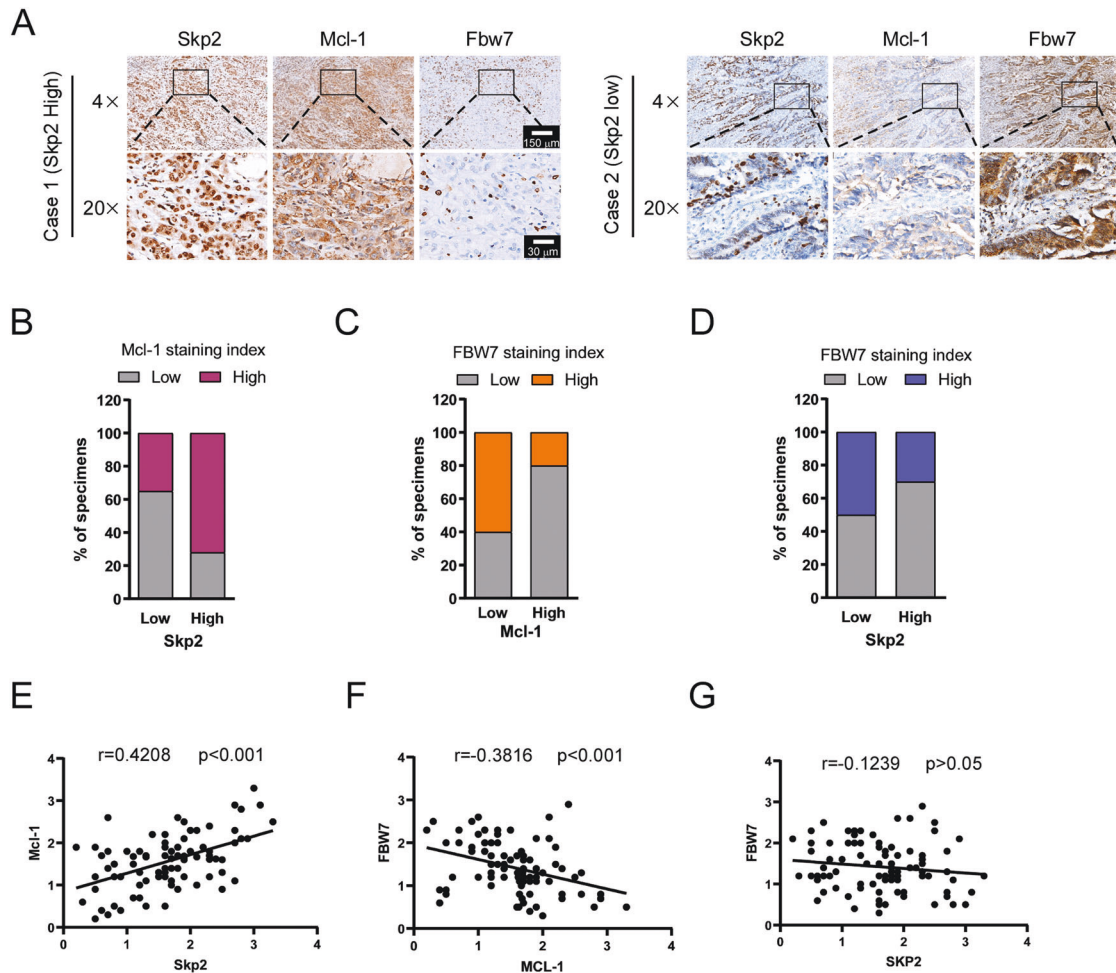 A
Skp2 Mcl-1 Fbw7
Case 1 (Skp2 High)
4×
150 μm
20×
30 μm
Skp2 Mcl-1 Fbw7
Case 2 (Skp2 low)
4×
20×
B
Mcl-1 staining index
Low High
% of specimens
120
100
80
60
40
20
0
Low High
Skp2
C
FBW7 staining index
Low High
% of specimens
120
100
80
60
40
20
0
Low High
Mcl-1
D
FBW7 staining index
Low High
% of specimens
120
100
80
60
40
20
0
Low High
Skp2
E
r=0.4208 p<0.001
Mcl-1
4
3
2
1
0
0 1 2 3 4
Skp2
F
r=-0.3816 p<0.001
FBW7
4
3
2
1
0
0 1 2 3 4
MCL-1
G
r=-0.1239 p>0.05
FBW7
4
3
2
1
0
0 1 2 3 4
SKP2